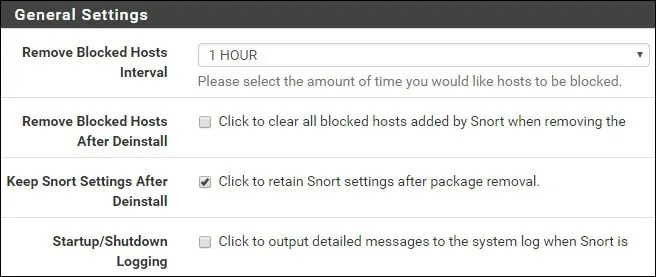 General Settings
Remove Blocked Hosts Interval
1 HOUR
Please select the amount of time you would like hosts to be blocked.
Remove Blocked Hosts After Deinstall
Click to clear all blocked hosts added by Snort when removing the
Keep Snort Settings After Deinstall
Click to retain Snort settings after package removal.
Startup/Shutdown Logging
Click to output detailed messages to the system log when Snort is